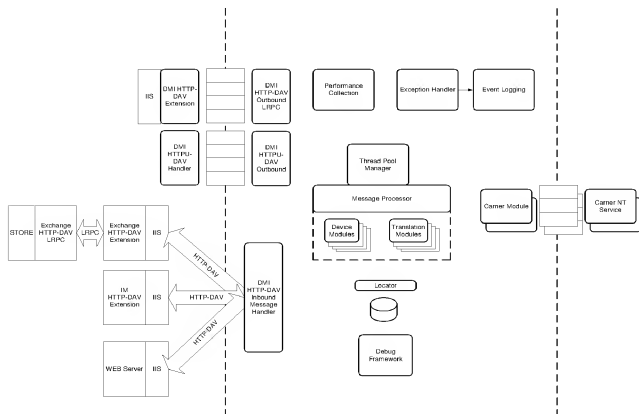 IIS
DMI HTTP-
DAV
Extension
DMI
HTTP-DAV
Outbound
LRPC
Performance
Collection
Exception Handler
Event Logging
DMI
HTTPU-
DAV
Handler
DMI
HTTPU-DAV
Outbound
Thread Pool
Manager
Message Processor
Device
Modules
Translation
Modules
Carrier Module
Carrier NT
Service
STORE
Exchange
HTTP-DAV
LRPC
LRPC
Exchange
HTTP-DAV
Extension
IIS
HTTP-DAV
IM
HTTP-DAV
Extension
IIS
HTTP-DAV
DMI
HTTP-DAV
Inbound
Message
Handler
HTTP-DAV
WEB Server
IIS
Locator
Debug
Framework